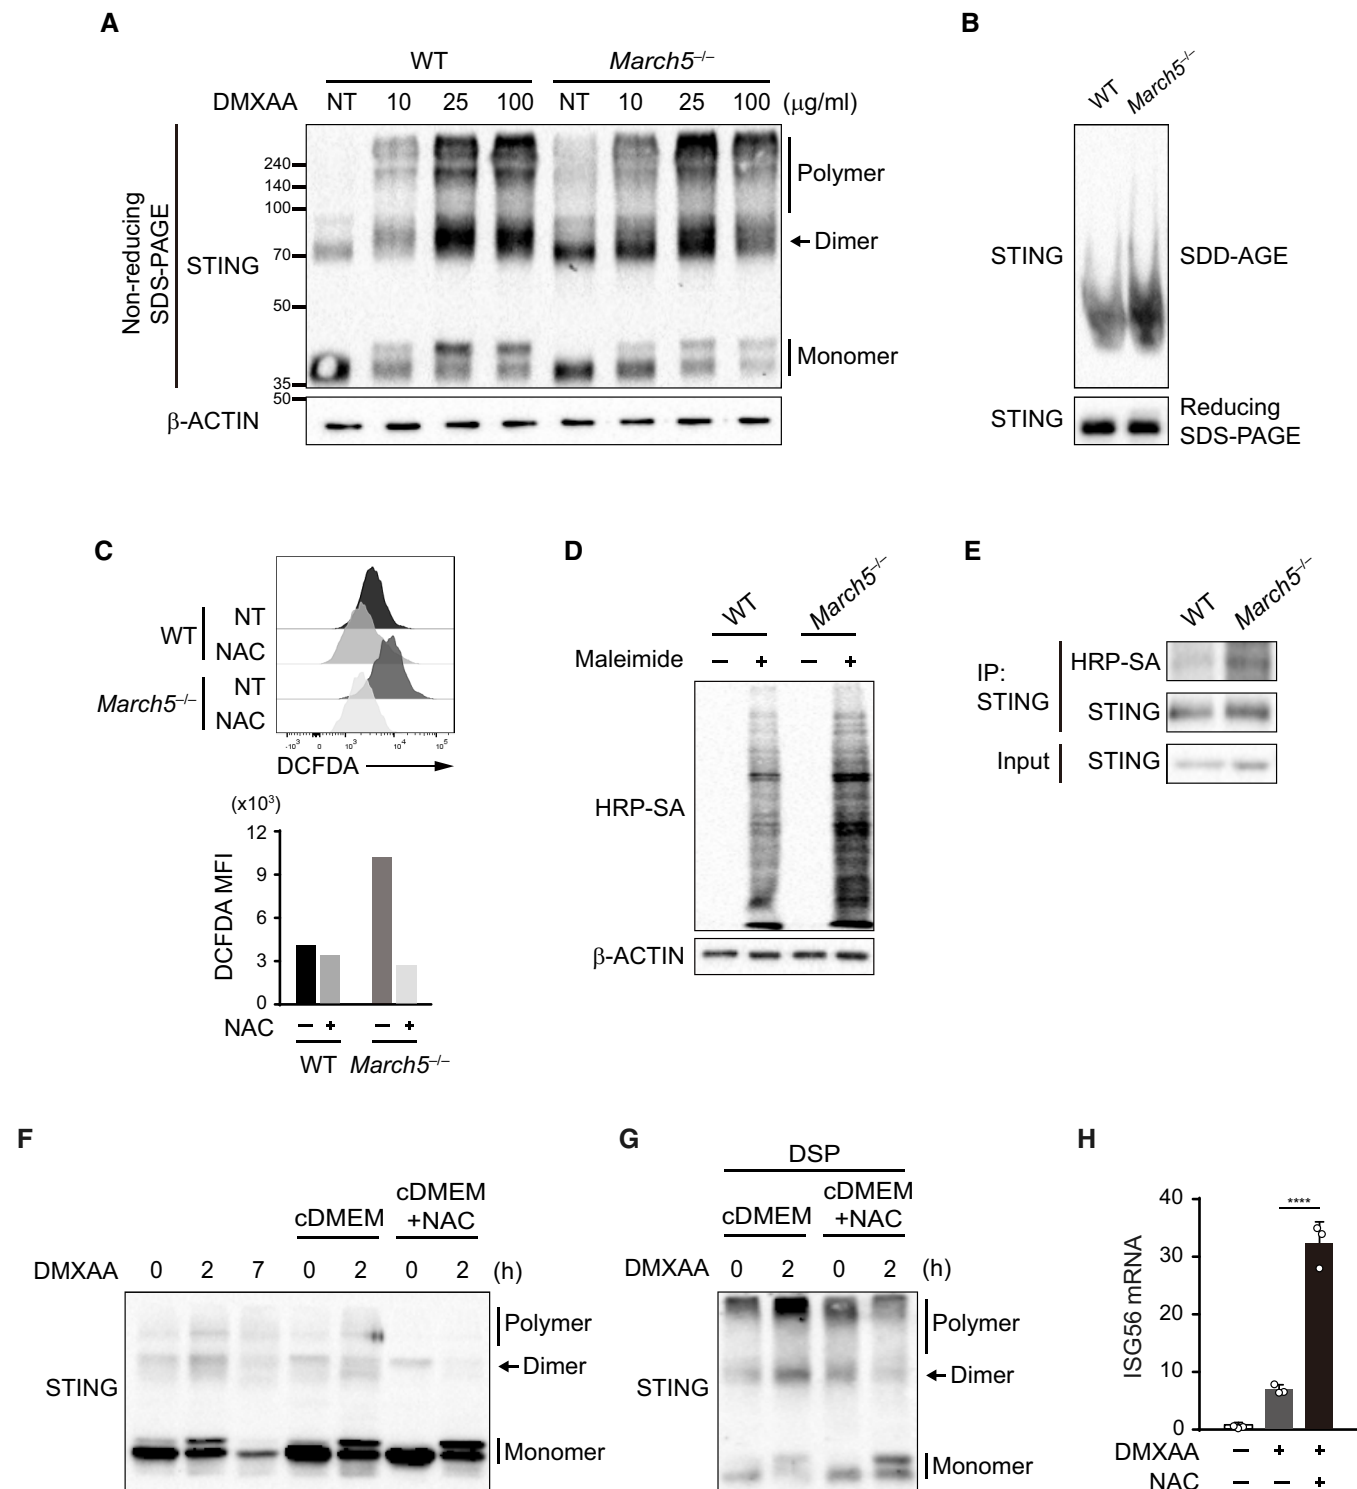 A
WT March5–/–
DMXAA NT 10 25 100 NT 10 25 100 (μg/ml)
Non-reducing
SDS-PAGE
STING
240
140
100
70
50
35
Polymer
Dimer
Monomer
50
β-ACTIN
B
WT March5–/–
STING SDD-AGE
STING Reducing
SDS-PAGE
C
WT NT
NAC
March5–/– NT
NAC
-10³ 0 10³ 10⁴ 10⁵
DCFDA
(x10³)
DCFDA MFI
12
9
6
3
0
NAC – + – +
WT March5–/–
D
WT March5–/–
Maleimide – + – +
HRP-SA
β-ACTIN
E
WT March5–/–
IP:
STING
HRP-SA
STING
Input STING
F
cDMEM cDMEM
+NAC
DMXAA 0 2 7 0 2 0 2 (h)
STING
Polymer
Dimer
Monomer
G
DSP
cDMEM cDMEM
+NAC
DMXAA 0 2 0 2 (h)
STING
Polymer
Dimer
Monomer
H
ISG56 mRNA
40
30
20
10
0
****
DMXAA – + +
NAC – – +